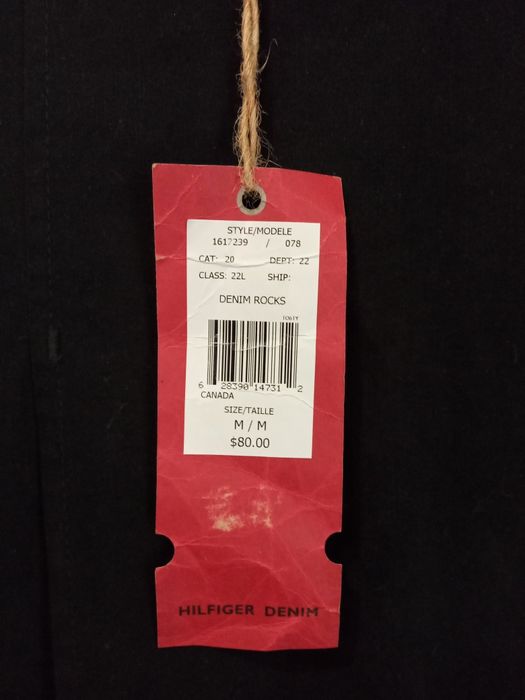 STYLE/MODELE
1617239 / 078
CAT: 20 DEPT: 22
CLASS: 22L SHIP:
DENIM ROCKS
TO61Y
6 28390 14731 2
CANADA
SIZE/TAILLE
M / M
$80.00
HILFIGER DENIM